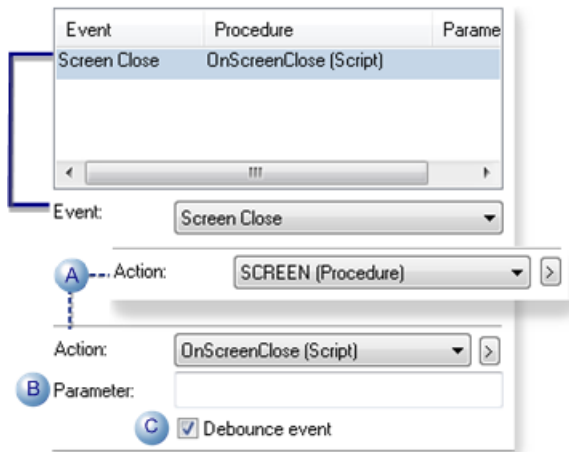 Event Procedure Parame
Screen Close OnScreenClose (Script)
Event: Screen Close
A Action: SCREEN (Procedure) >
Action: OnScreenClose (Script) >
B Parameter:
C Debounce event